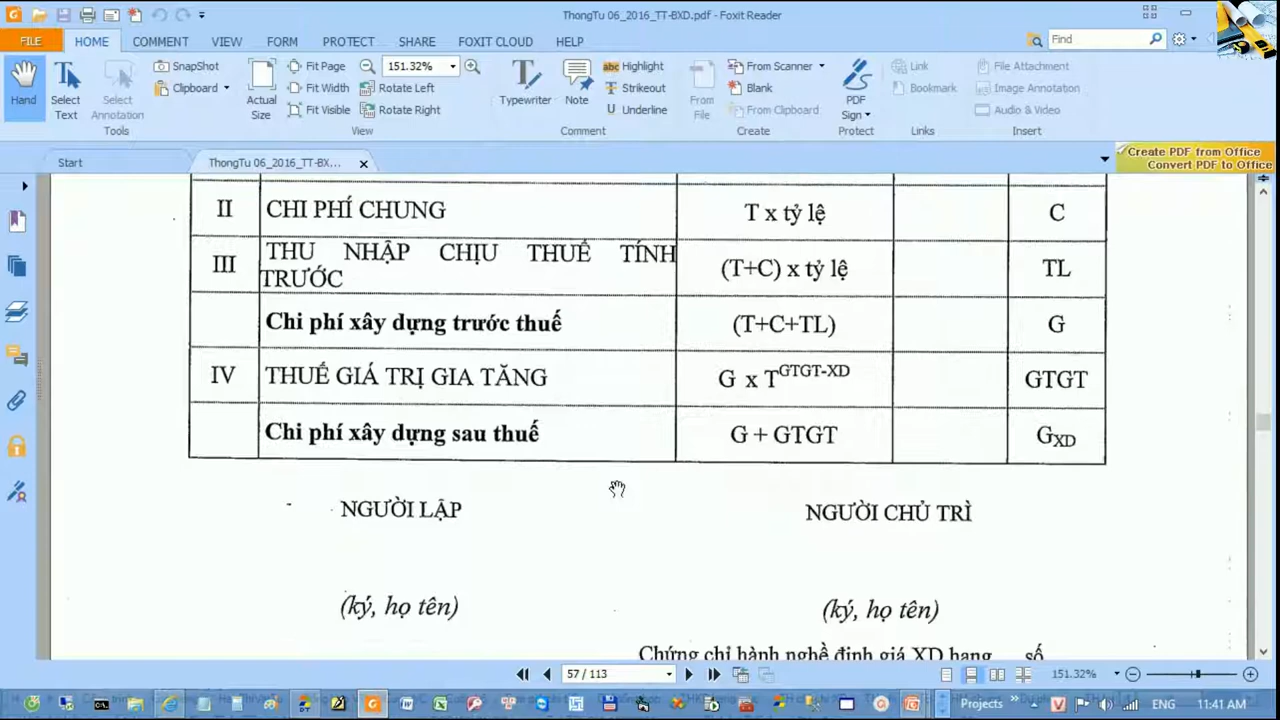 ThongTu 06_2016_TT-BXD.pdf - Foxit Reader
FILE HOME COMMENT VIEW FORM PROTECT SHARE FOXIT CLOUD HELP Find
Hand
Select Text
Select Annotation
SnapShot
Clipboard
Tools
Actual Size
Fit Page
Fit Width
Fit Visible
151.32%
Rotate Left
Rotate Right
View
Typewriter
Note
Highlight
Strikeout
Underline
Comment
From File
From Scanner
Blank
From Clipboard
Create
PDF Sign
Protect
Link
Bookmark
Links
File Attachment
Image Annotation
Audio & Video
Insert
Start ThongTu 06_2016_TT-BX...
Create PDF from Office
Convert PDF to Office
II CHI PHÍ CHUNG T x tỷ lệ C
III THU NHẬP CHỊU THUẾ TÍNH
TRƯỚC (T+C) x tỷ lệ TL
Chi phí xây dựng trước thuế (T+C+TL) G
IV THUẾ GIÁ TRỊ GIA TĂNG G x TGTGT-XD GTGT
Chi phí xây dựng sau thuế G + GTGT GXD
NGƯỜI LẬP NGƯỜI CHỦ TRÌ
(ký, họ tên) (ký, họ tên)
Chứng chỉ hành nghề định giá XD hạng số
57 / 113 151.32%
Projects ENG 11:41 AM